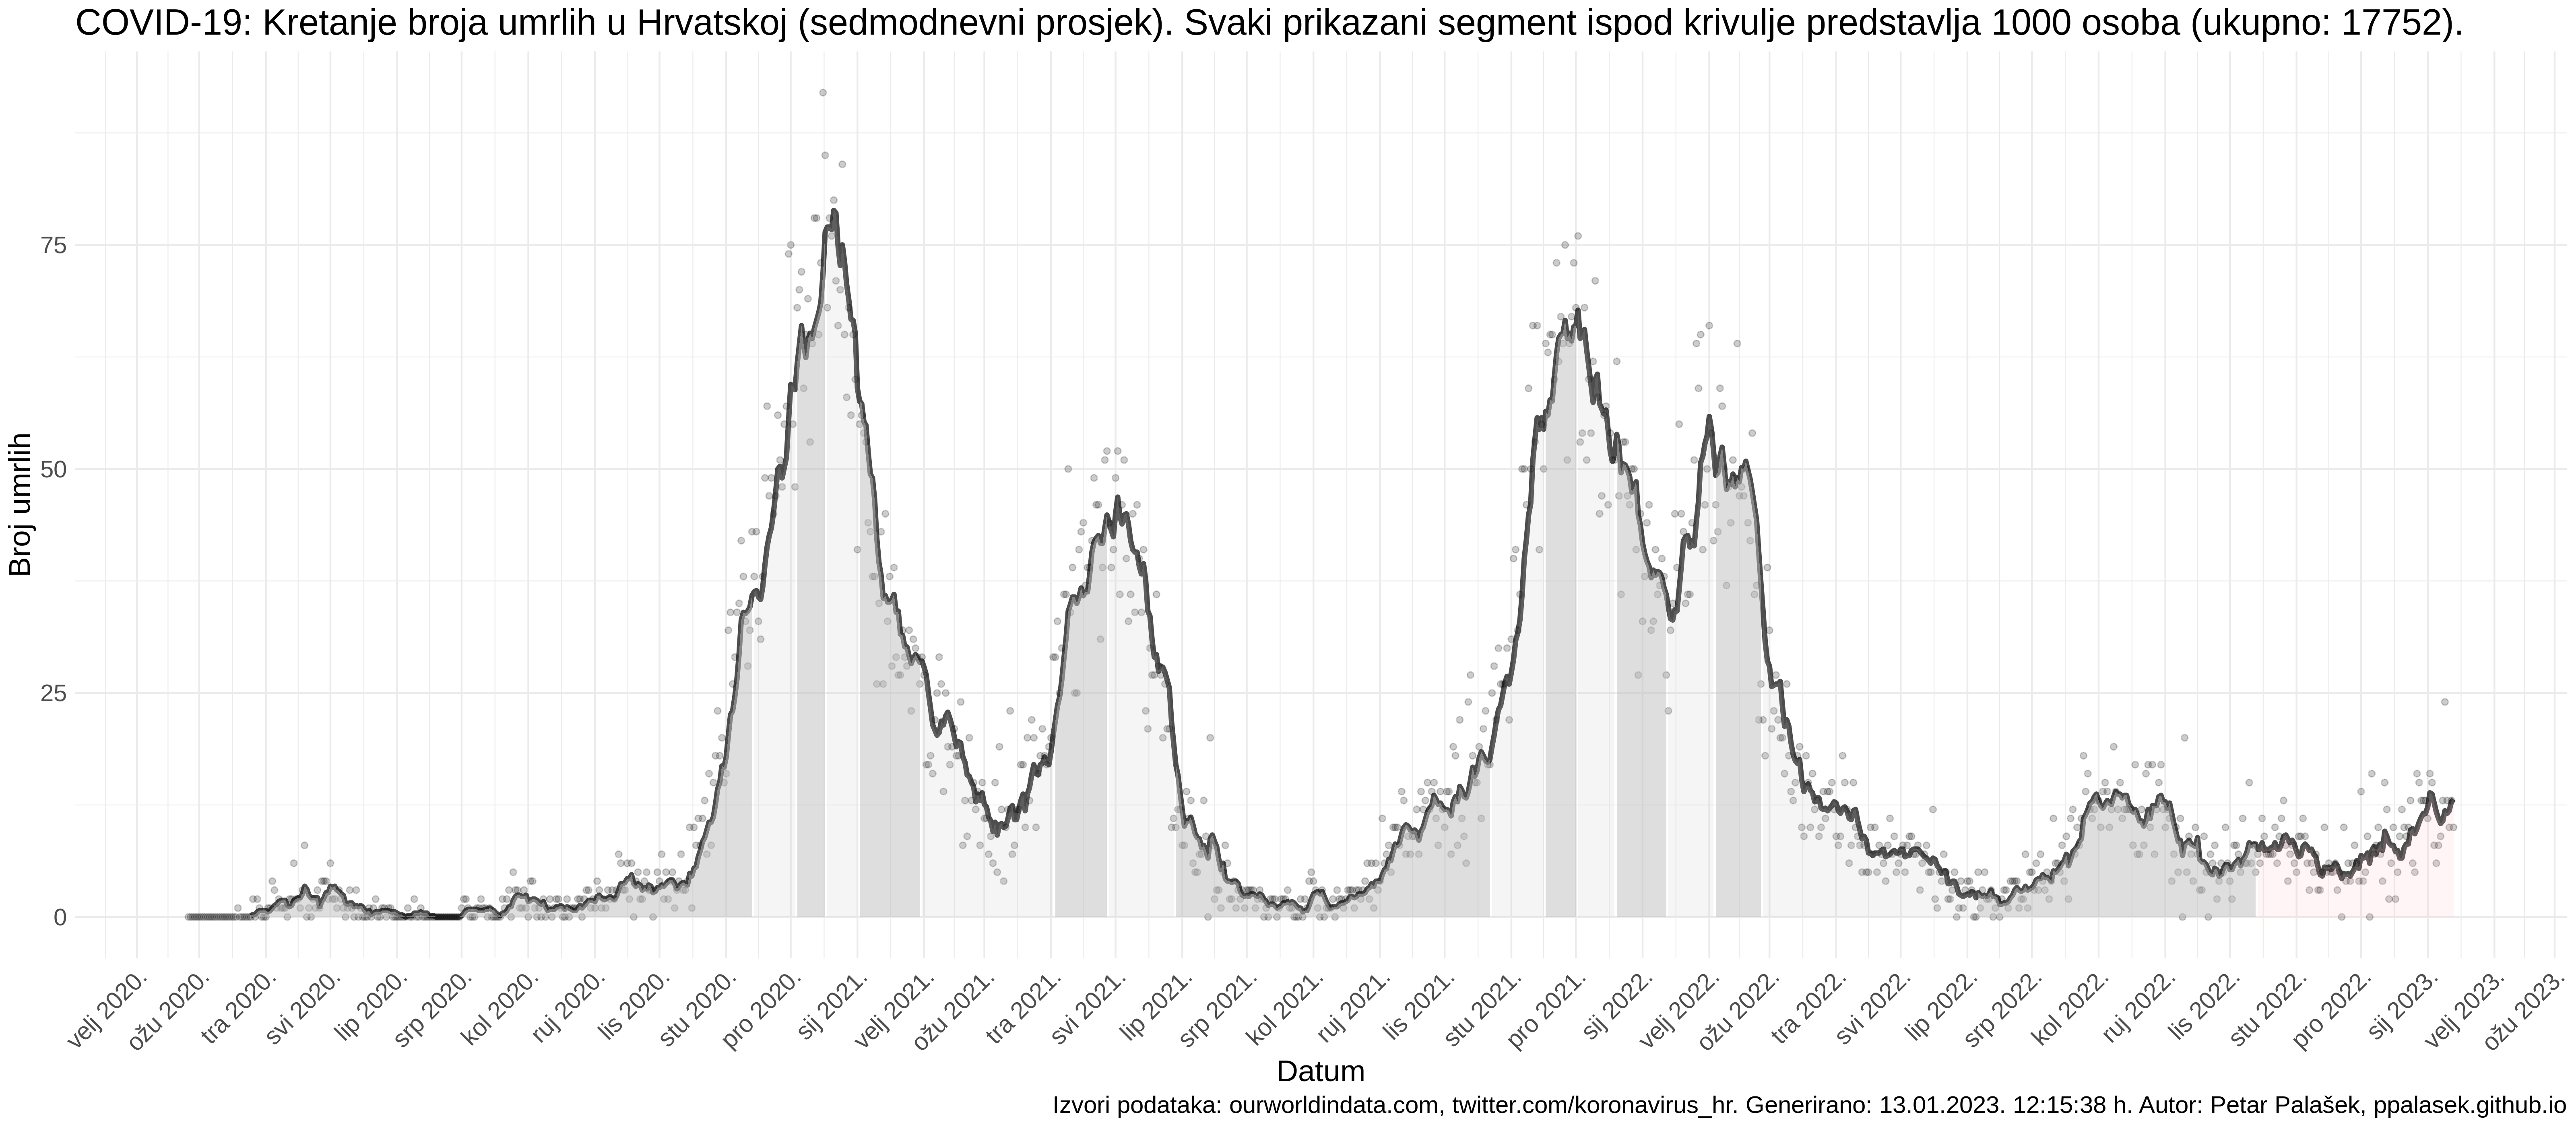 COVID-19: Kretanje broja umrlih u Hrvatskoj (sedmodnevni prosjek). Svaki prikazani segment ispod krivulje predstavlja 1000 osoba (ukupno: 17752).
Broj umrlih
75
50
25
0
velj 2020.
ožu 2020.
tra 2020.
svi 2020.
lip 2020.
srp 2020.
kol 2020.
ruj 2020.
lis 2020.
stu 2020.
pro 2020.
sij 2021.
velj 2021.
ožu 2021.
tra 2021.
svi 2021.
lip 2021.
srp 2021.
kol 2021.
ruj 2021.
lis 2021.
stu 2021.
pro 2021.
sij 2022.
velj 2022.
ožu 2022.
tra 2022.
svi 2022.
lip 2022.
srp 2022.
kol 2022.
ruj 2022.
lis 2022.
stu 2022.
pro 2022.
sij 2023.
velj 2023.
ožu 2023.
Datum
Izvori podataka: ourworldindata.com, twitter.com/koronavirus_hr. Generirano: 13.01.2023. 12:15:38 h. Autor: Petar Palašek, ppalasek.github.io